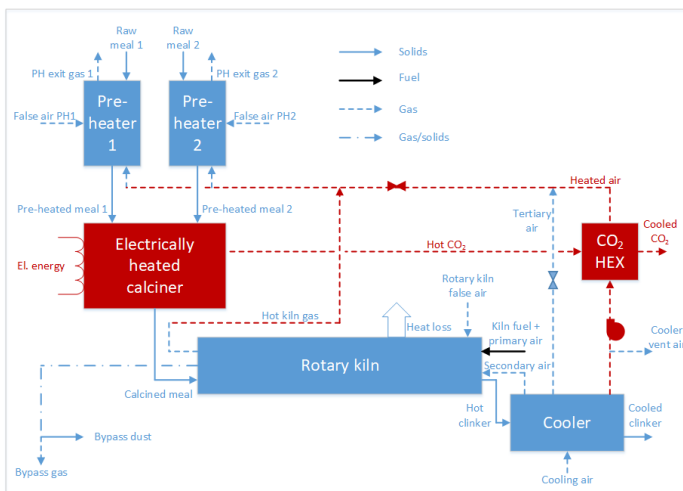 Raw
meal 1
Raw
meal 2
Solids
PH exit gas 1
PH exit gas 2
Fuel
Pre-
heater
1
Pre-
heater
2
False air PH1
False air PH2
Gas
Gas/solids
Heated air
Pre-heated meal 1
Pre-heated meal 2
Tertiary
air
Electrically
heated
calciner
El. energy
Hot CO2
CO2
HEX
Cooled
CO2
Rotary kiln
false air
Hot kiln gas
Heat loss
Kiln fuel +
primary air
Cooler
vent air
Rotary kiln
Secondary air
Calcined meal
Hot
clinker
Cooler
Cooled
clinker
Bypass dust
Bypass gas
Cooling air